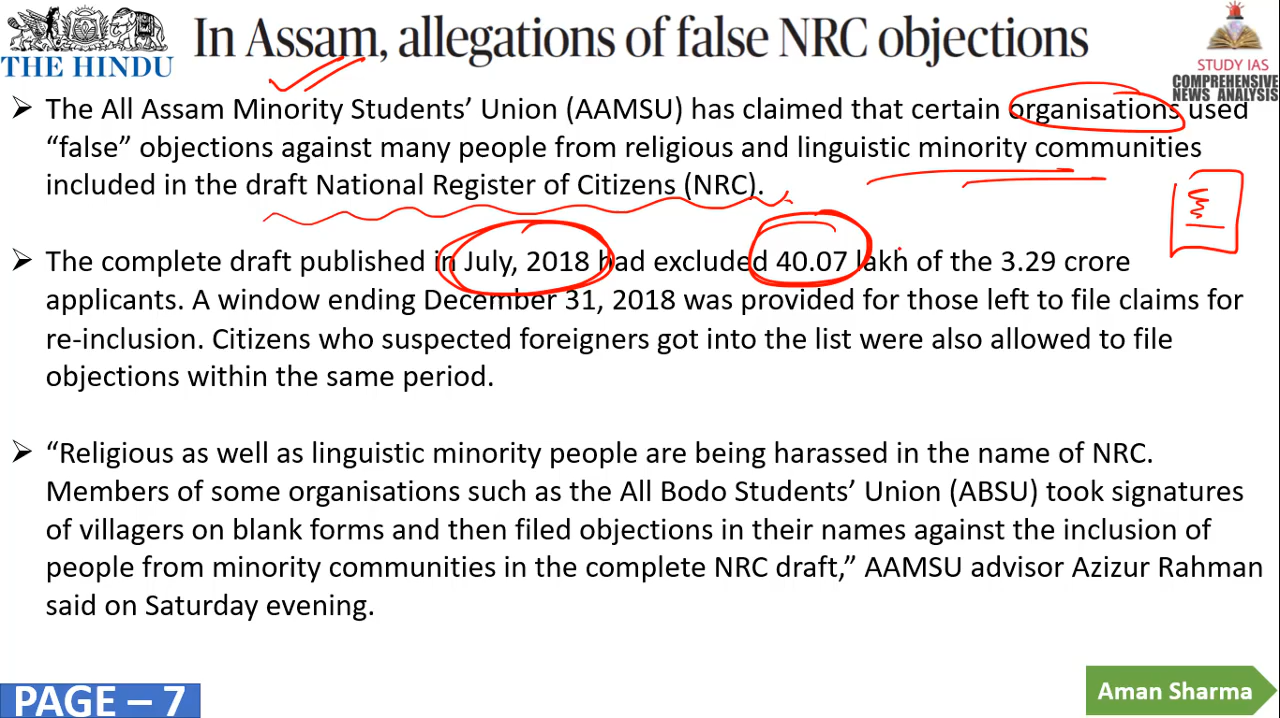 THE HINDU
In Assam, allegations of false NRC objections
STUDY IAS
COMPREHENSIVE
NEWS ANALYSIS
➢ The All Assam Minority Students’ Union (AAMSU) has claimed that certain organisations used
“false” objections against many people from religious and linguistic minority communities
included in the draft National Register of Citizens (NRC).
➢ The complete draft published in July, 2018 had excluded 40.07 lakh of the 3.29 crore
applicants. A window ending December 31, 2018 was provided for those left to file claims for
re-inclusion. Citizens who suspected foreigners got into the list were also allowed to file
objections within the same period.
➢ “Religious as well as linguistic minority people are being harassed in the name of NRC.
Members of some organisations such as the All Bodo Students’ Union (ABSU) took signatures
of villagers on blank forms and then filed objections in their names against the inclusion of
people from minority communities in the complete NRC draft,” AAMSU advisor Azizur Rahman
said on Saturday evening.
PAGE – 7
Aman Sharma